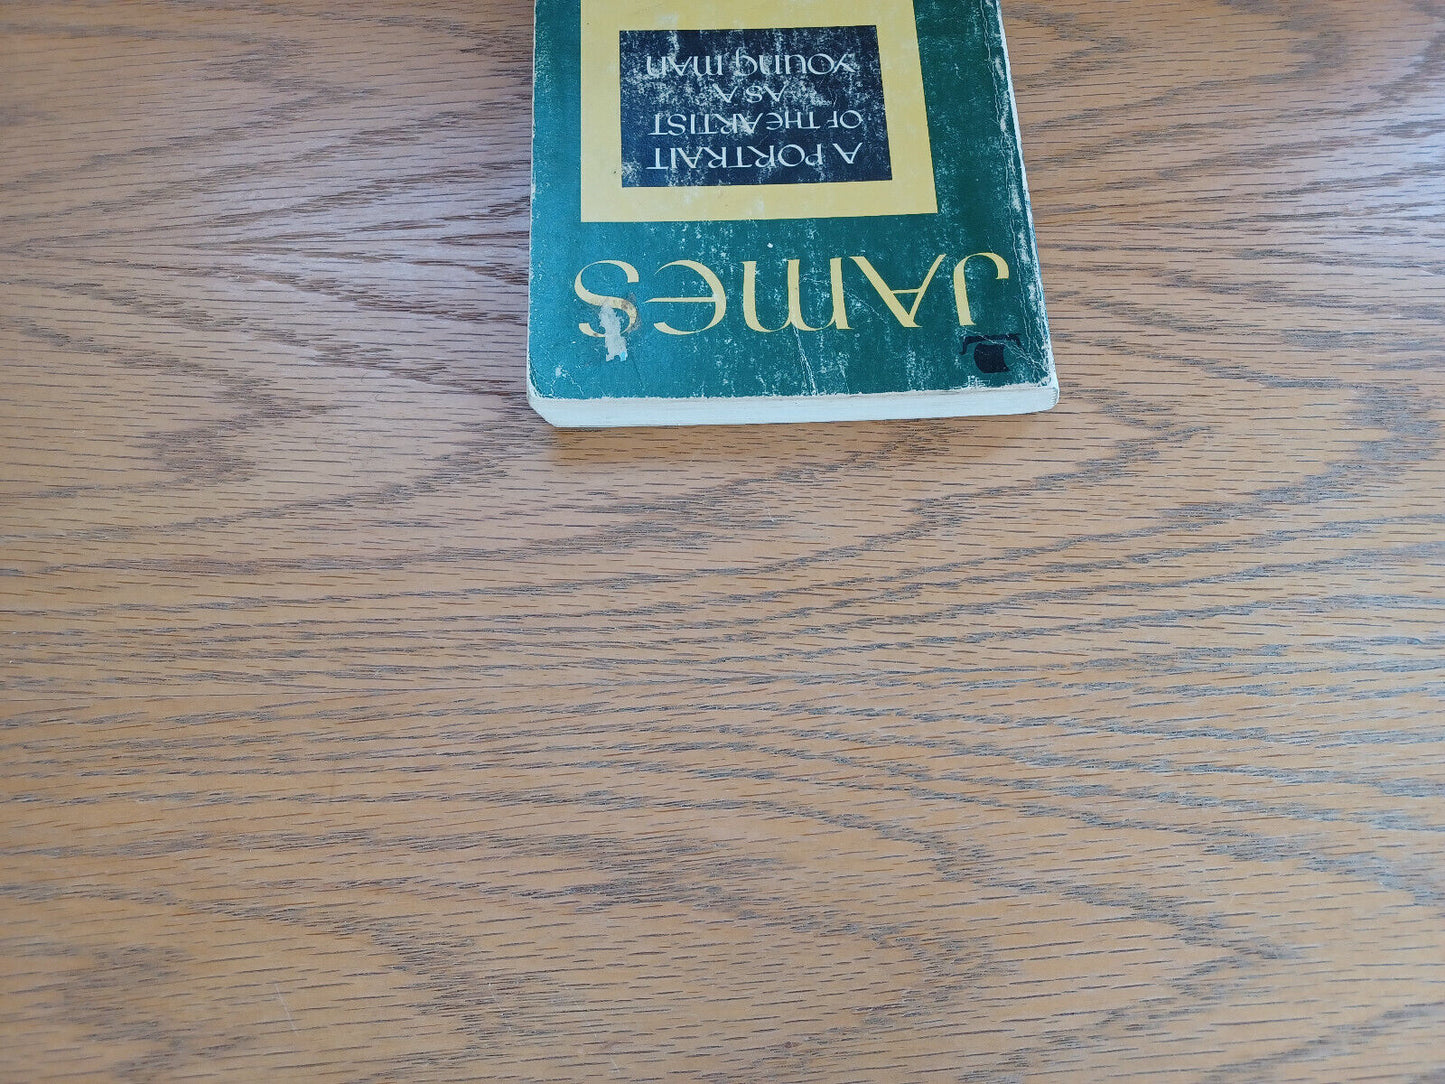 JAMES
A PORTRAIT
OF THE ARTIST
AS A
YOUNG MAN